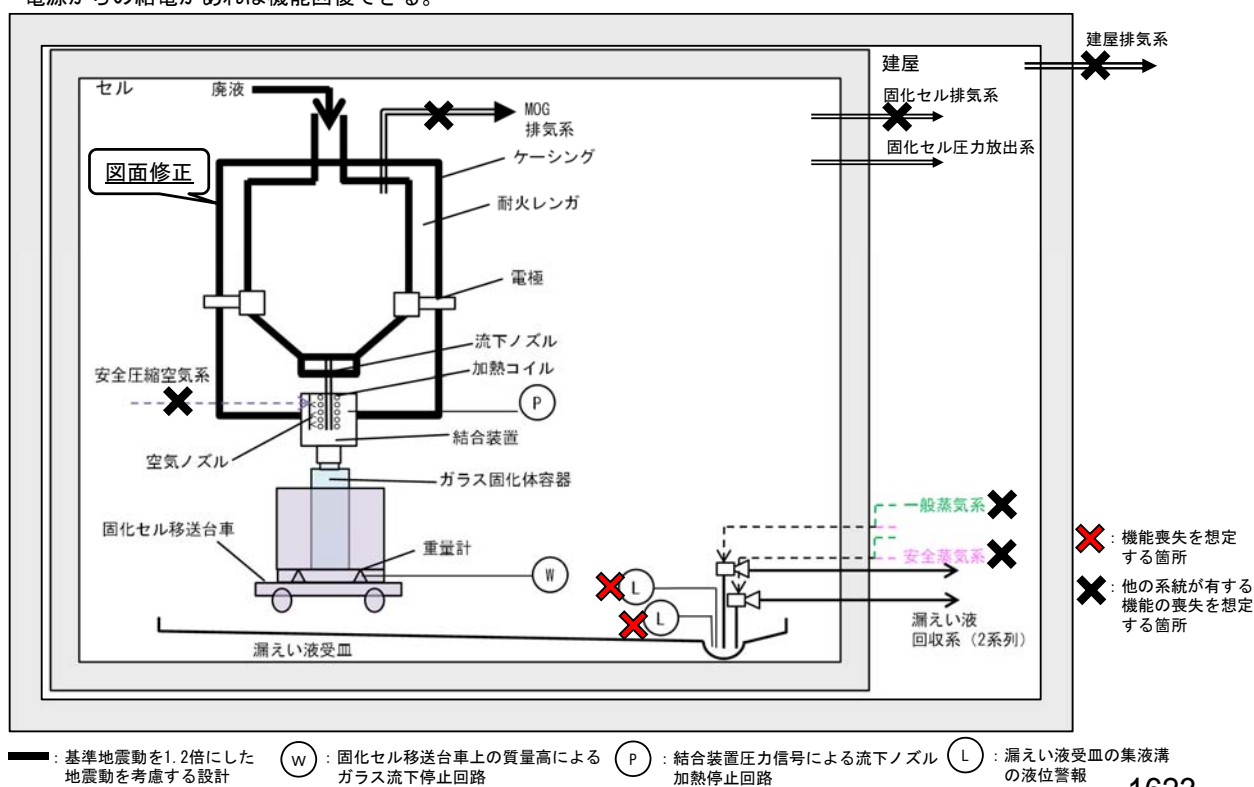 電源からの給電があれば機能回復できる。
建屋排気系
建屋
セル
廃液
MOG
排気系
固化セル排気系
固化セル圧力放出系
ケーシング
図面修正
耐火レンガ
電極
流下ノズル
加熱コイル
安全圧縮空気系
P
結合装置
空気ノズル
ガラス固化体容器
固化セル移送台車
重量計
W
一般蒸気系
安全蒸気系
L
L
漏えい液
回収系（2系列）
漏えい液受皿
：機能喪失を想定
する箇所
：他の系統が有する
機能の喪失を想定
する箇所
：基準地震動を1.2倍にした
地震動を考慮する設計
W ：固化セル移送台車上の質量高による
ガラス流下停止回路
P ：結合装置圧力信号による流下ノズル
加熱停止回路
L ：漏えい液受皿の集液溝
の液位警報